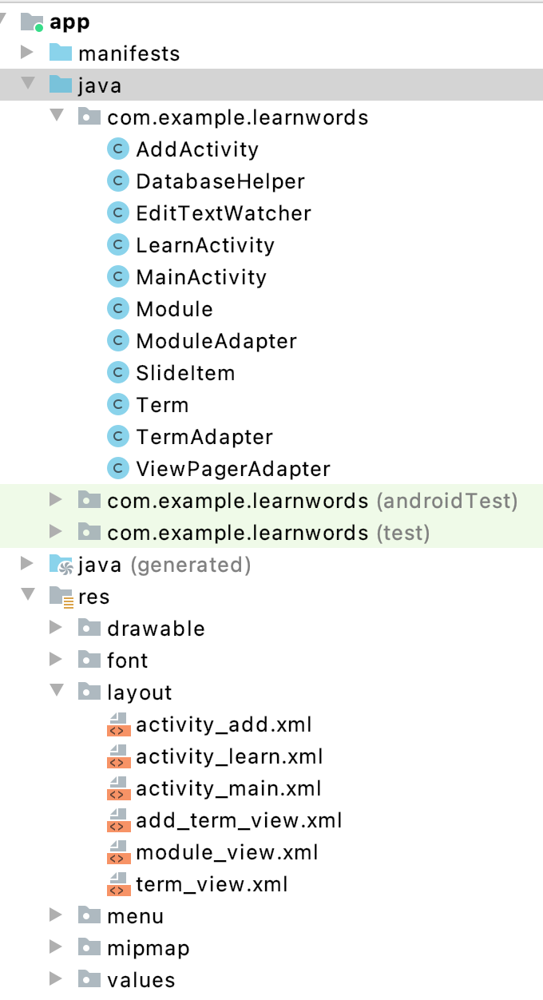 app
manifests
java
com.example.learnwords
C AddActivity
C DatabaseHelper
C EditTextWatcher
C LearnActivity
C MainActivity
C Module
C ModuleAdapter
C SlideItem
C Term
C TermAdapter
C ViewPagerAdapter
com.example.learnwords (androidTest)
com.example.learnwords (test)
java (generated)
res
drawable
font
layout
activity_add.xml
activity_learn.xml
activity_main.xml
add_term_view.xml
module_view.xml
term_view.xml
menu
mipmap
values